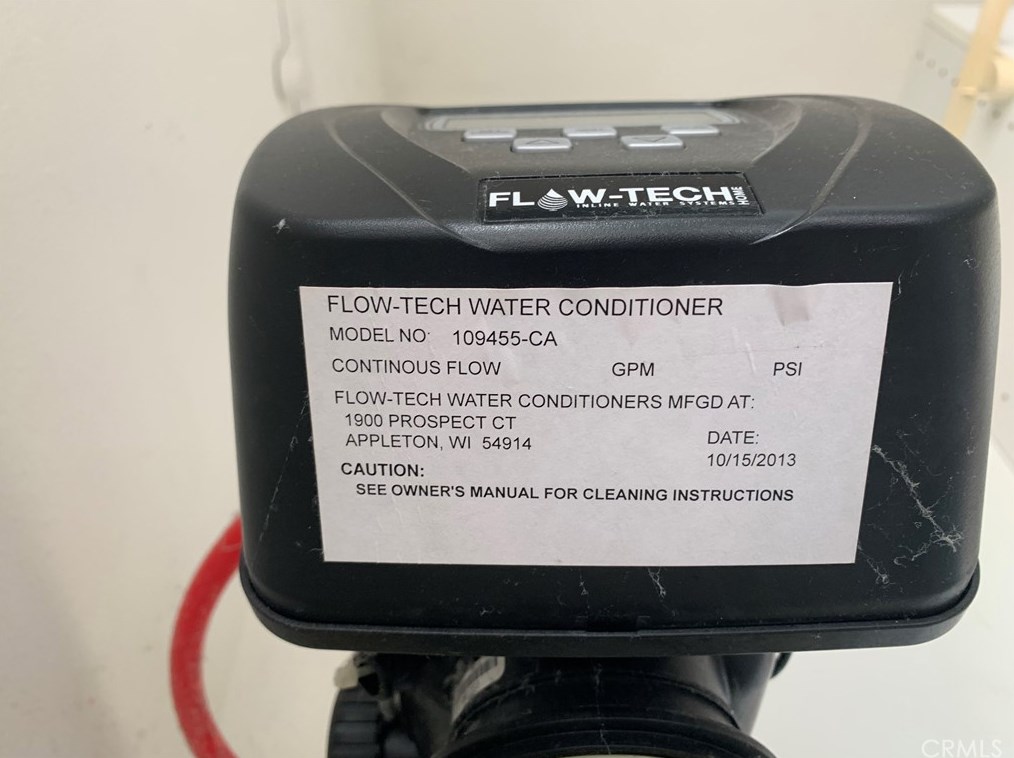 FLOW-TECH HOME
INLINE WATER SYSTEMS
FLOW-TECH WATER CONDITIONER
MODEL NO: 109455-CA
CONTINOUS FLOW GPM PSI
FLOW-TECH WATER CONDITIONERS MFGD AT:
1900 PROSPECT CT
APPLETON, WI 54914
DATE:
10/15/2013
CAUTION:
SEE OWNER'S MANUAL FOR CLEANING INSTRUCTIONS
CRMLS